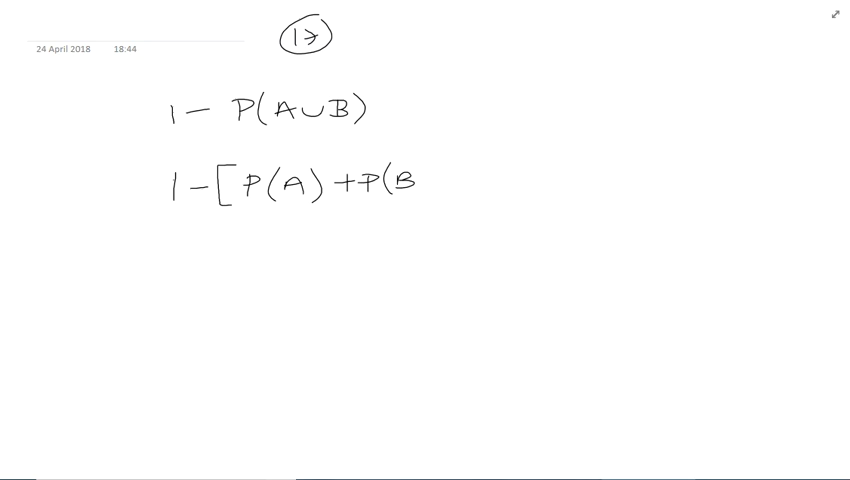 17
24 April 2018 18:44
1 - P(A∪B)
1 - [P(A) + P(B